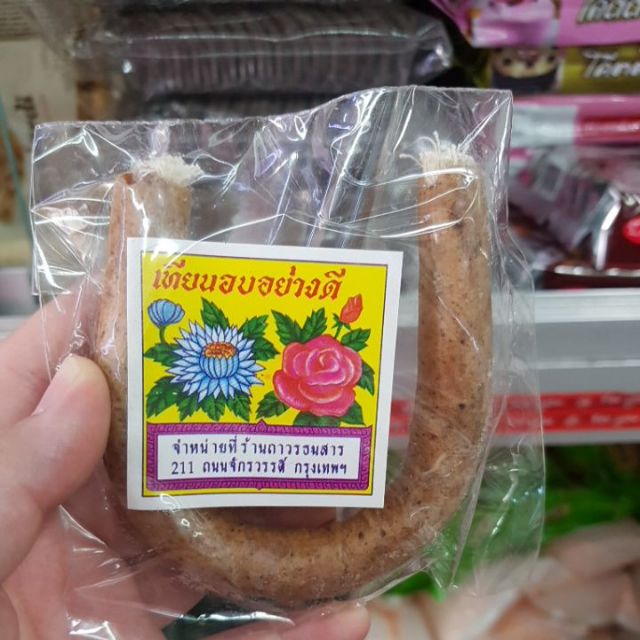 เทียนอบอย่างดี
จำหน่ายที่ ร้านถาวรอนสาร
211 ถนนจักรวรรดิ์ กรุงเทพฯ